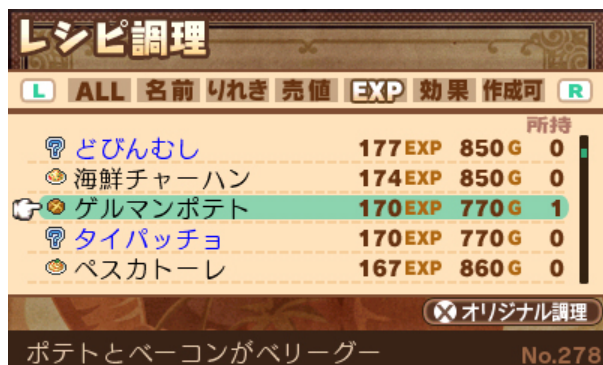 レシピ調理
L ALL 名前 りれき 売値 EXP 効果 作成可 R
所持
どびんむし 177EXP 850G 0
海鮮チャーハン 174EXP 850G 0
ゲルマンポテト 170EXP 770G 1
タイパッチョ 170EXP 770G 0
ペスカトーレ 167EXP 860G 0
オリジナル調理
ポテトとベーコンがベリーグー No.278